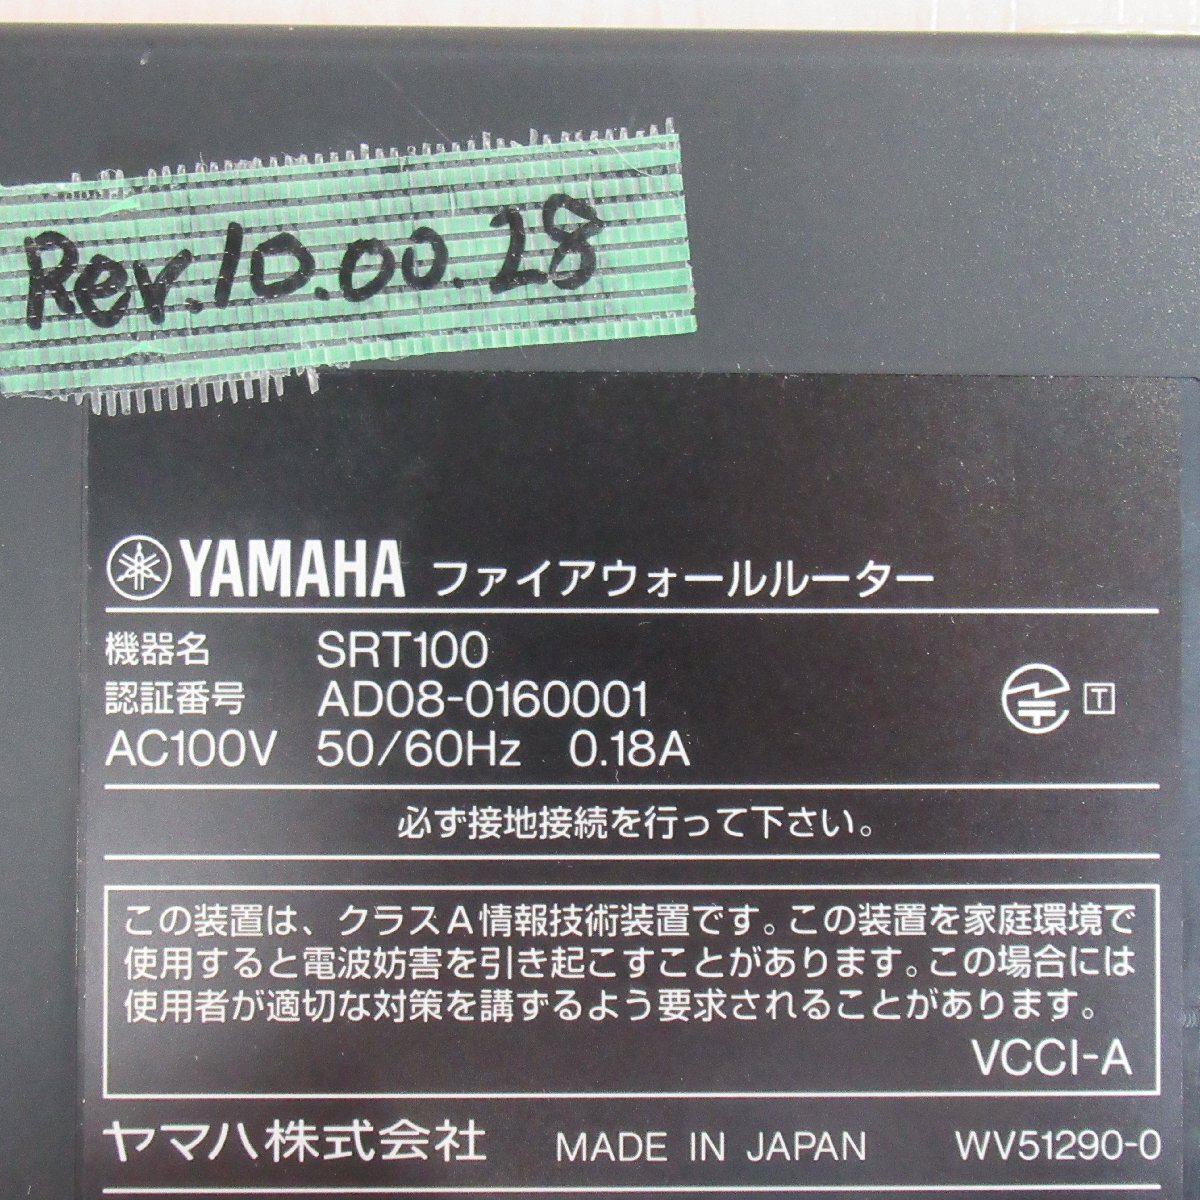 Rev.10.00.28
YAMAHA ファイアウォールルーター
機器名 SRT100
認証番号 AD08-0160001
T
AC100V 50/60Hz 0.18A
必ず接地接続を行って下さい。
この装置は、クラスA情報技術装置です。この装置を家庭環境で
使用すると電波妨害を引き起こすことがあります。この場合には
使用者が適切な対策を講ずるよう要求されることがあります。
VCCI-A
ヤマハ株式会社 MADE IN JAPAN WV51290-0